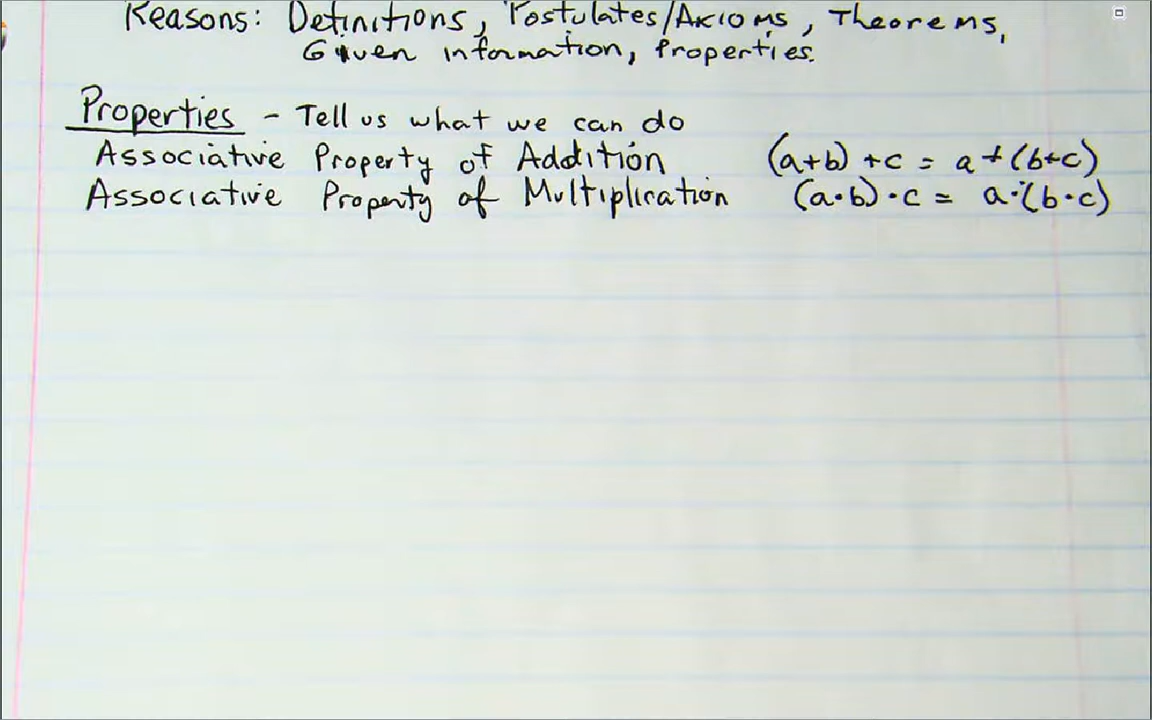 Reasons: Definitions, Postulates/Axioms, Theorems,
Given information, Properties.
Properties - Tell us what we can do
Associative Property of Addition (a+b)+c = a+(b+c)
Associative Property of Multiplication (a·b)·c = a·(b·c)